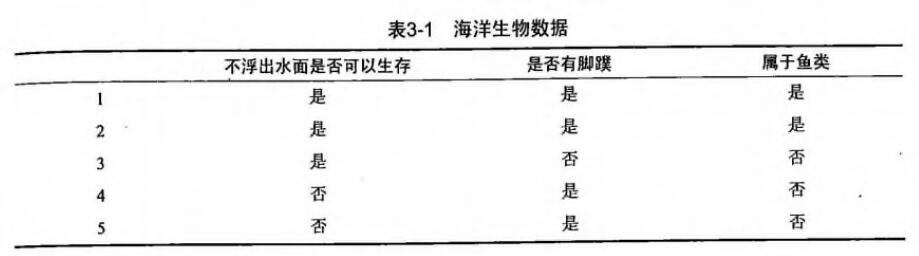 表3-1 海洋生物数据
不浮出水面是否可以生存 是否有脚蹼 属于鱼类
1 是 是 是
2 是 是 是
3 是 否 否
4 否 是 否
5 否 是 否